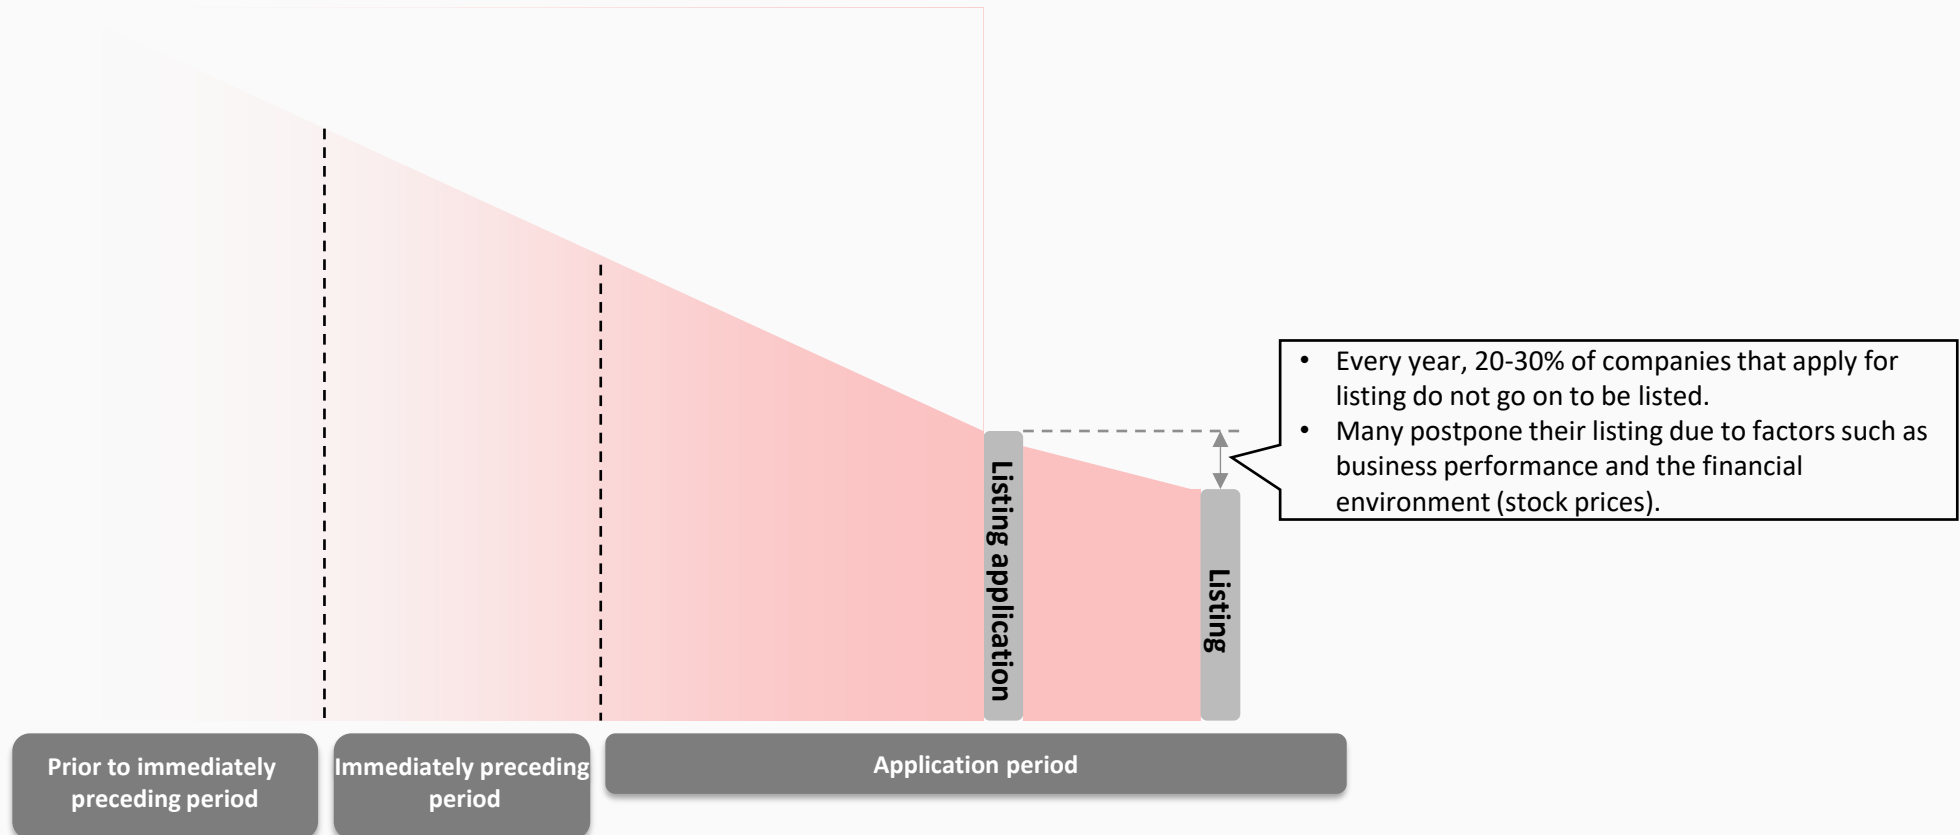 • Every year, 20-30% of companies that apply for
listing do not go on to be listed.
• Many postpone their listing due to factors such as
business performance and the financial
environment (stock prices).
Listing application
Listing
Prior to immediately
preceding period
Immediately preceding
period
Application period